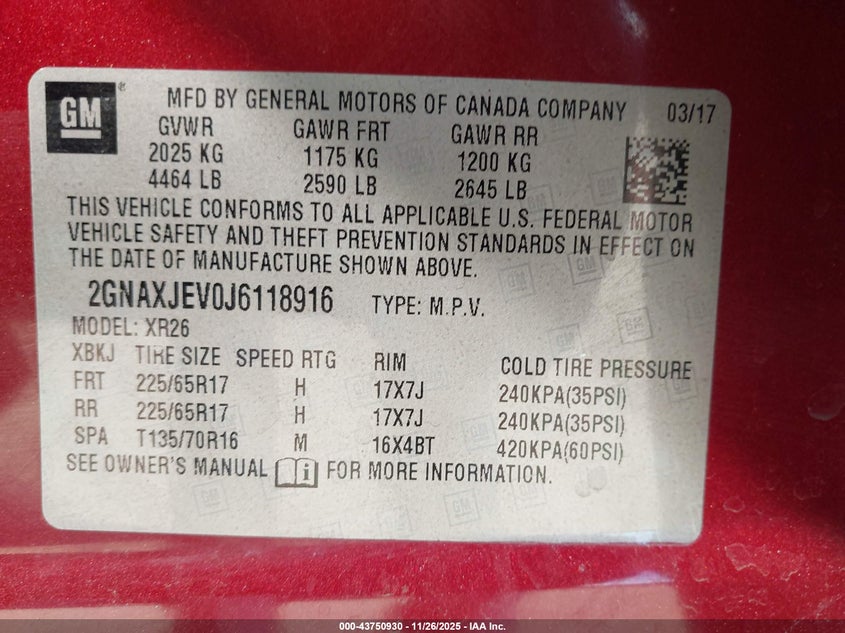 GM ®
MFD BY GENERAL MOTORS OF CANADA COMPANY 03/17
GVWR GAWR FRT GAWR RR
2025 KG 1175 KG 1200 KG
4464 LB 2590 LB 2645 LB
THIS VEHICLE CONFORMS TO ALL APPLICABLE U.S. FEDERAL MOTOR
VEHICLE SAFETY AND THEFT PREVENTION STANDARDS IN EFFECT ON
THE DATE OF MANUFACTURE SHOWN ABOVE.
2GNAXJEV0J6118916 TYPE: M.P.V.
MODEL: XR26
XBKJ TIRE SIZE SPEED RTG RIM COLD TIRE PRESSURE
FRT 225/65R17 H 17X7J 240KPA(35PSI)
RR 225/65R17 H 17X7J 240KPA(35PSI)
SPA T135/70R16 M 16X4BT 420KPA(60PSI)
SEE OWNER'S MANUAL i FOR MORE INFORMATION.
000-43750930 - 11/26/2025 - IAA Inc.